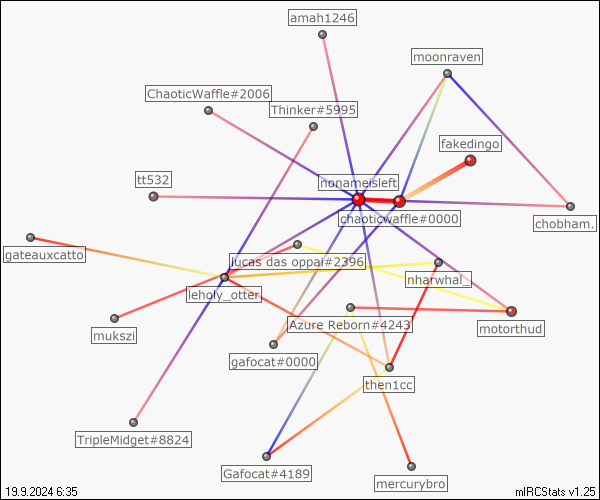 amah1246
moonraven
ChaoticWaffle#2006
Thinker#5995
fakedingo
tt532
nonameisleft
chaoticwaffle#0000
chobham.
gateauxcatto
lucas das oppai#2396
nharwhal_
leholy_otter
mukszi
Azure Reborn#4243
motorthud
gafocat#0000
then1cc
TripleMidget#8824
Gafocat#4189
mercurybro
19.9.2024 6:35
mIRCStats v1.25